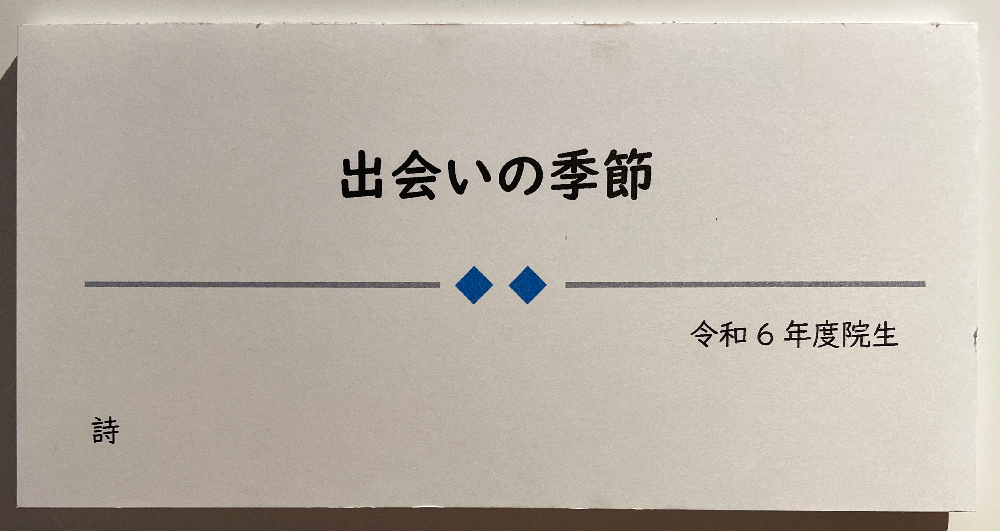 出会いの季節
令和6年度院生
詩